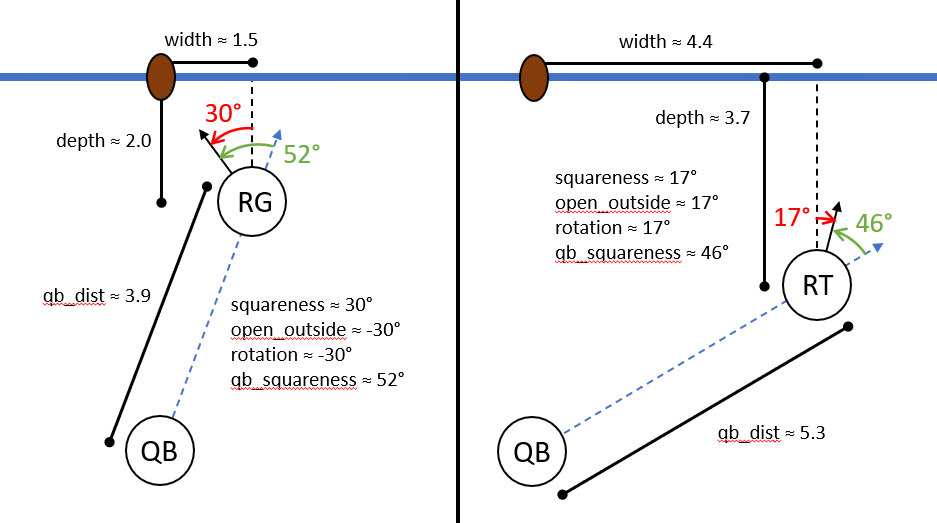 width ≈ 1.5
30°
52°
depth ≈ 2.0
RG
qb_dist ≈ 3.9
squareness ≈ 30°
open_outside ≈ -30°
rotation ≈ -30°
qb_squareness ≈ 52°
QB
width ≈ 4.4
depth ≈ 3.7
squareness ≈ 17°
open_outside ≈ 17°
rotation ≈ 17°
qb_squareness ≈ 46°
17°
46°
RT
qb_dist ≈ 5.3
QB